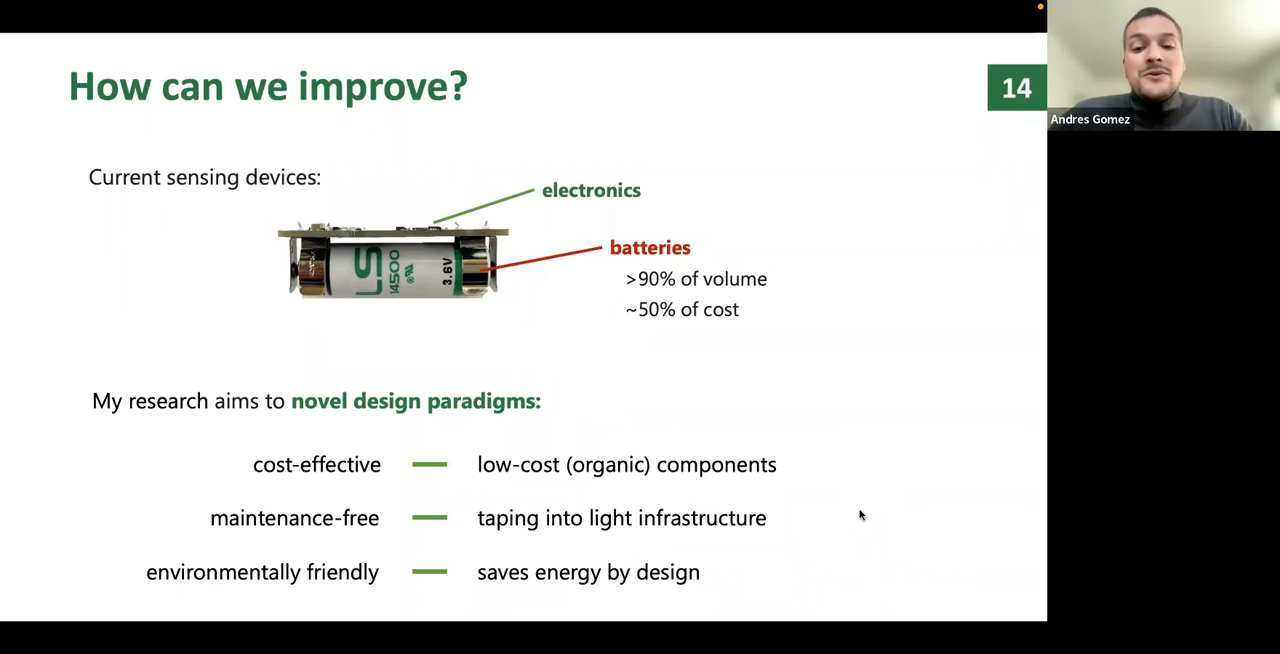 How can we improve?
14
Andres Gomez
Current sensing devices:
electronics
batteries
>90% of volume
~50% of cost
LS
14500
3.6V
My research aims to novel design paradigms:
cost-effective — low-cost (organic) components
maintenance-free — taping into light infrastructure
environmentally friendly — saves energy by design